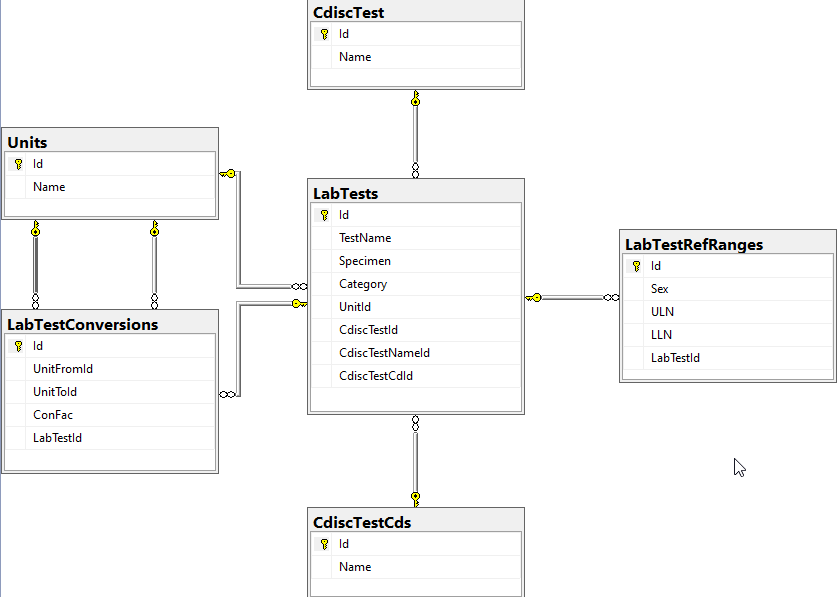 CdiscTest
Id
Name
Units
Id
Name
LabTests
Id
TestName
Specimen
Category
UnitId
CdiscTestId
CdiscTestNameId
CdiscTestCdId
LabTestRefRanges
Id
Sex
ULN
LLN
LabTestId
LabTestConversions
Id
UnitFromId
UnitToId
ConFac
LabTestId
CdiscTestCds
Id
Name